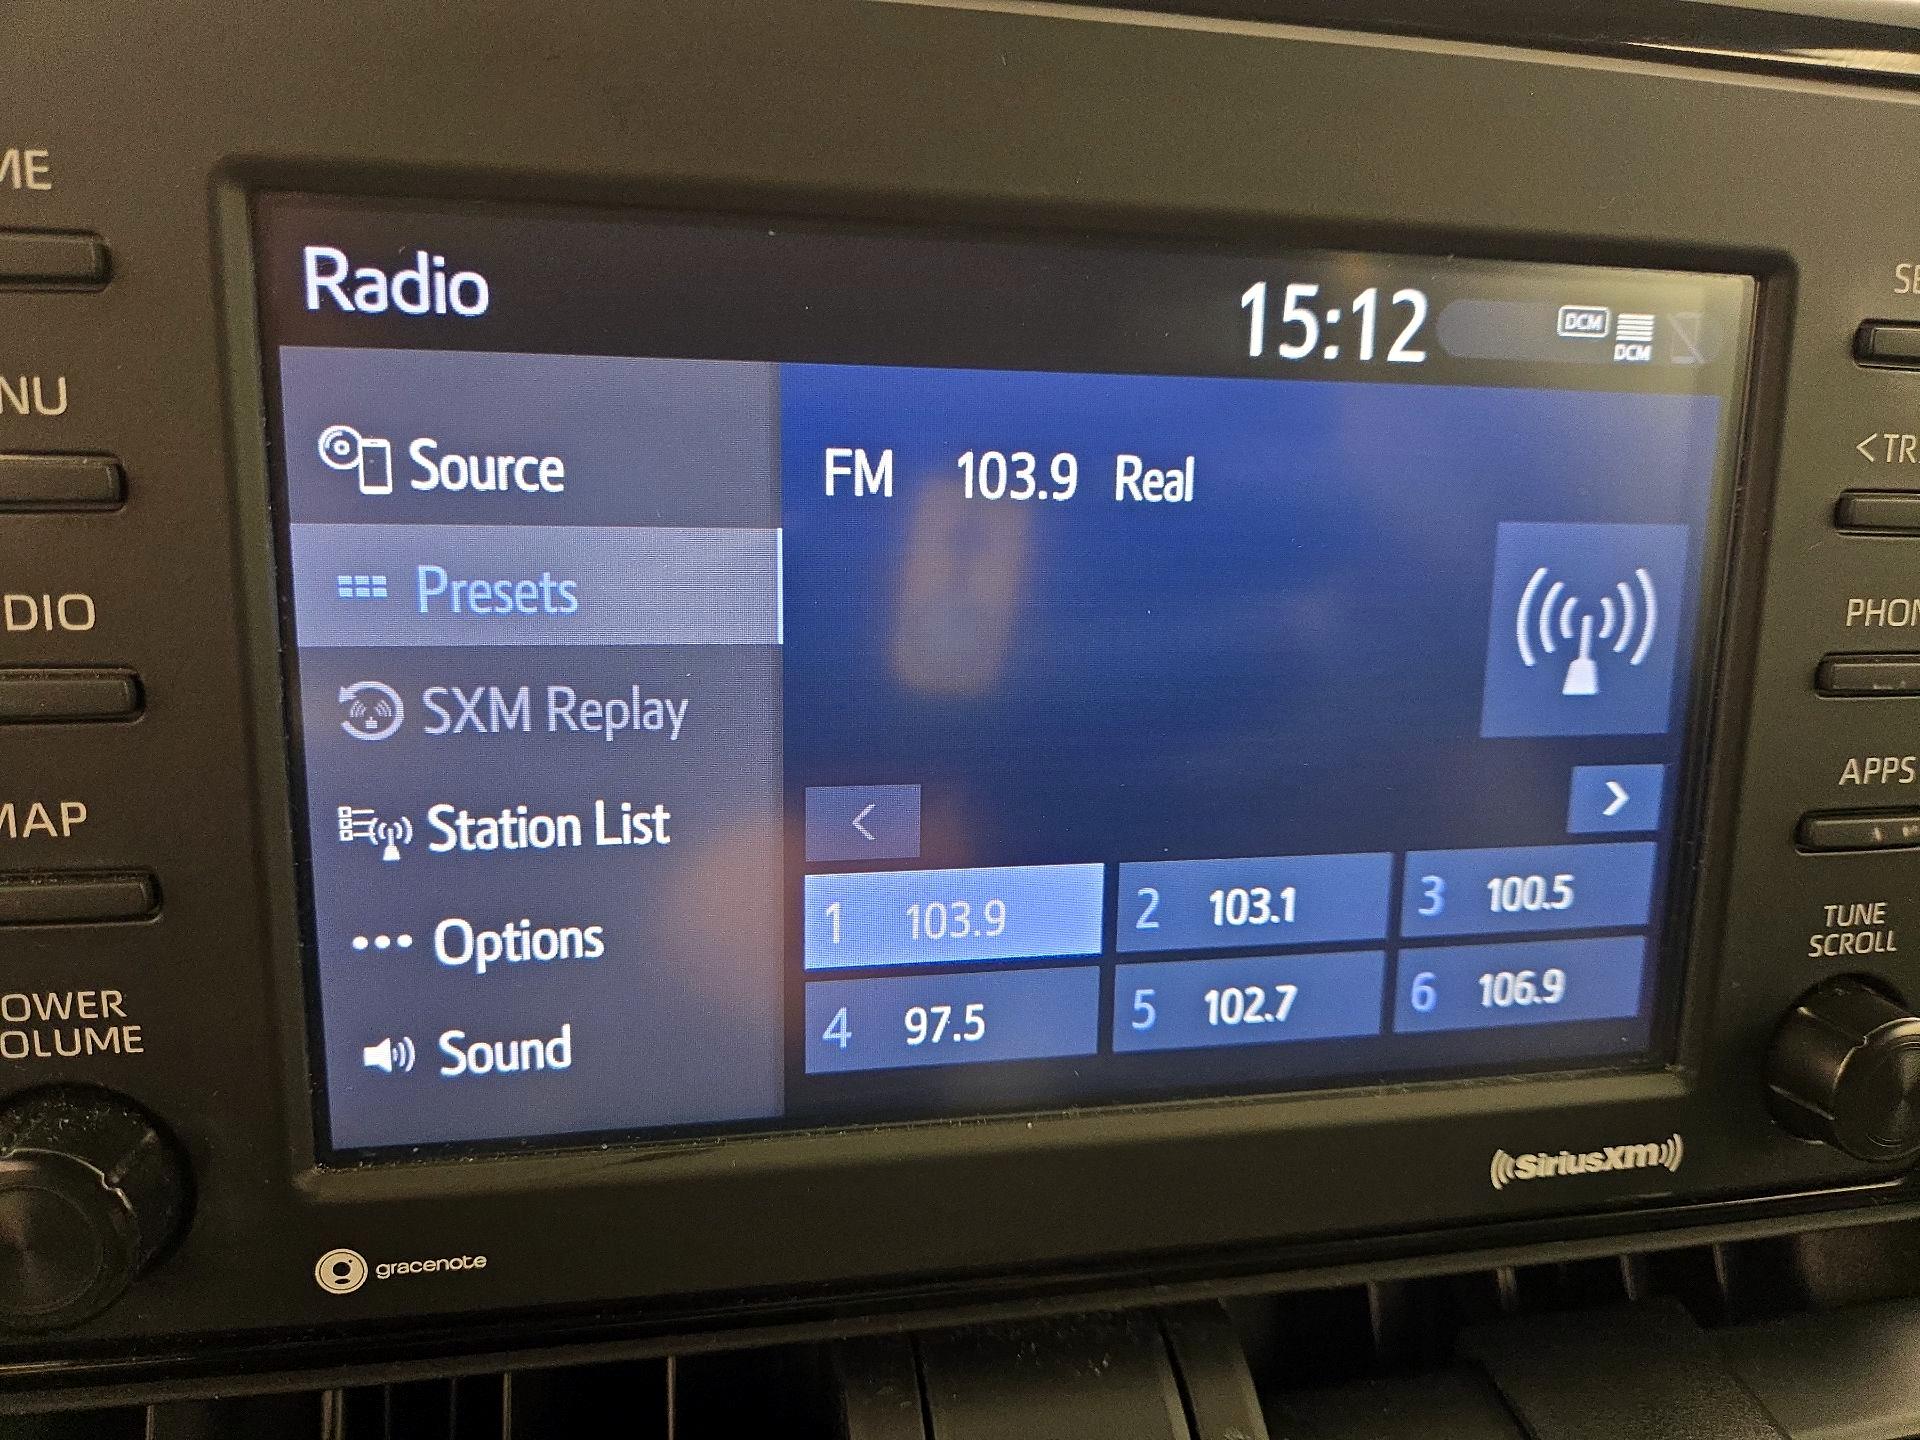 Radio
15:12
DCM
DCM
Source
Presets
SXM Replay
Station List
Options
Sound
FM 103.9 Real
<
>
1 103.9
2 103.1
3 100.5
4 97.5
5 102.7
6 106.9
ME
NU
DIO
MAP
OWER
OLUME
SE
<TR
PHON
APPS
TUNE
SCROLL
SiriusXM
gracenote